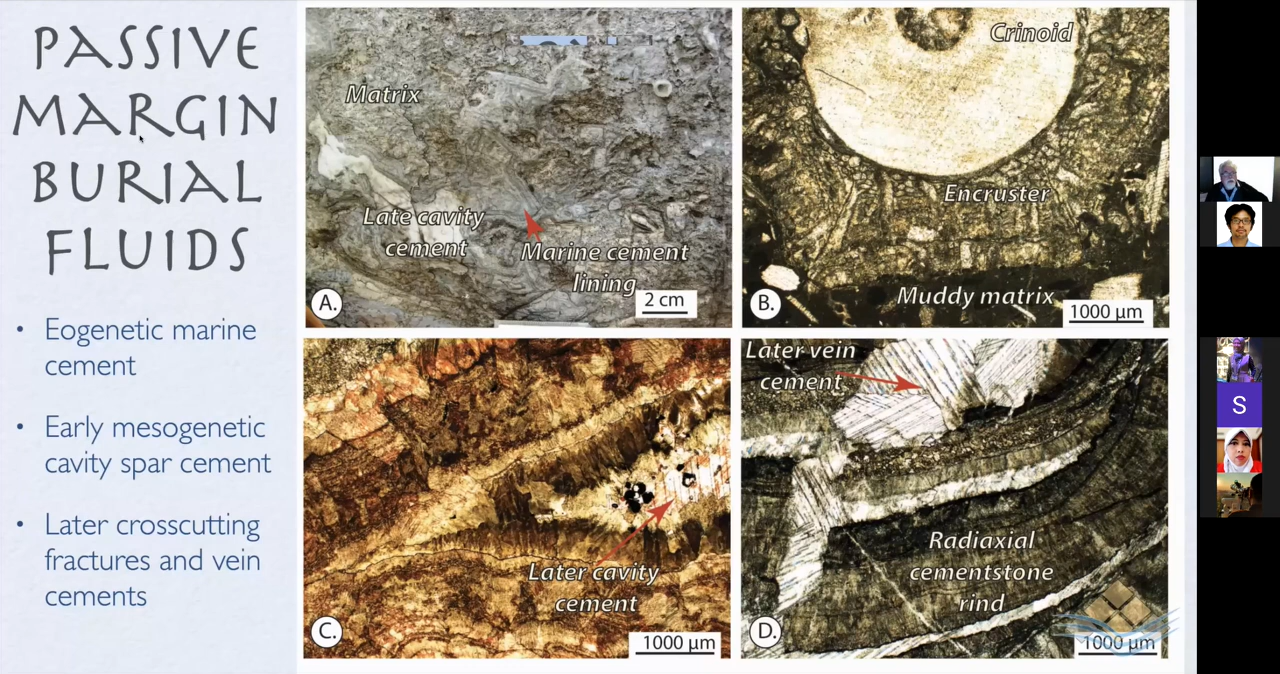 PASSIVE
MARGIN
BURIAL
FLUIDS
• Eogenetic marine
cement
• Early mesogenetic
cavity spar cement
• Later crosscutting
fractures and vein
cements
Matrix
Late cavity
cement
Marine cement
lining
A.
2 cm
Crinoid
Encruster
Muddy matrix
B.
1000 µm
Later cavity
cement
C.
1000 µm
Later vein
cement
Radiaxial
cementstone
rind
D.
1000 µm
S